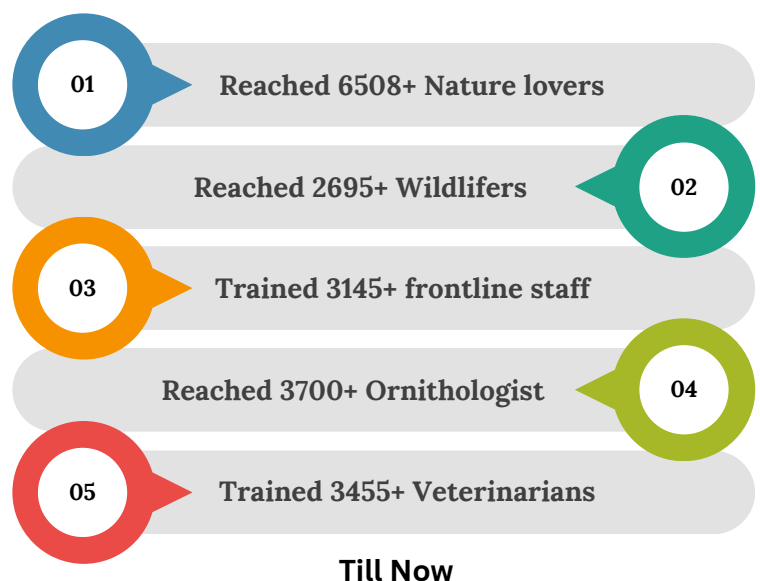 01 Reached 6508+ Nature lovers
Reached 2695+ Wildlifers 02
03 Trained 3145+ frontline staff
Reached 3700+ Ornithologist 04
05 Trained 3455+ Veterinarians
Till Now